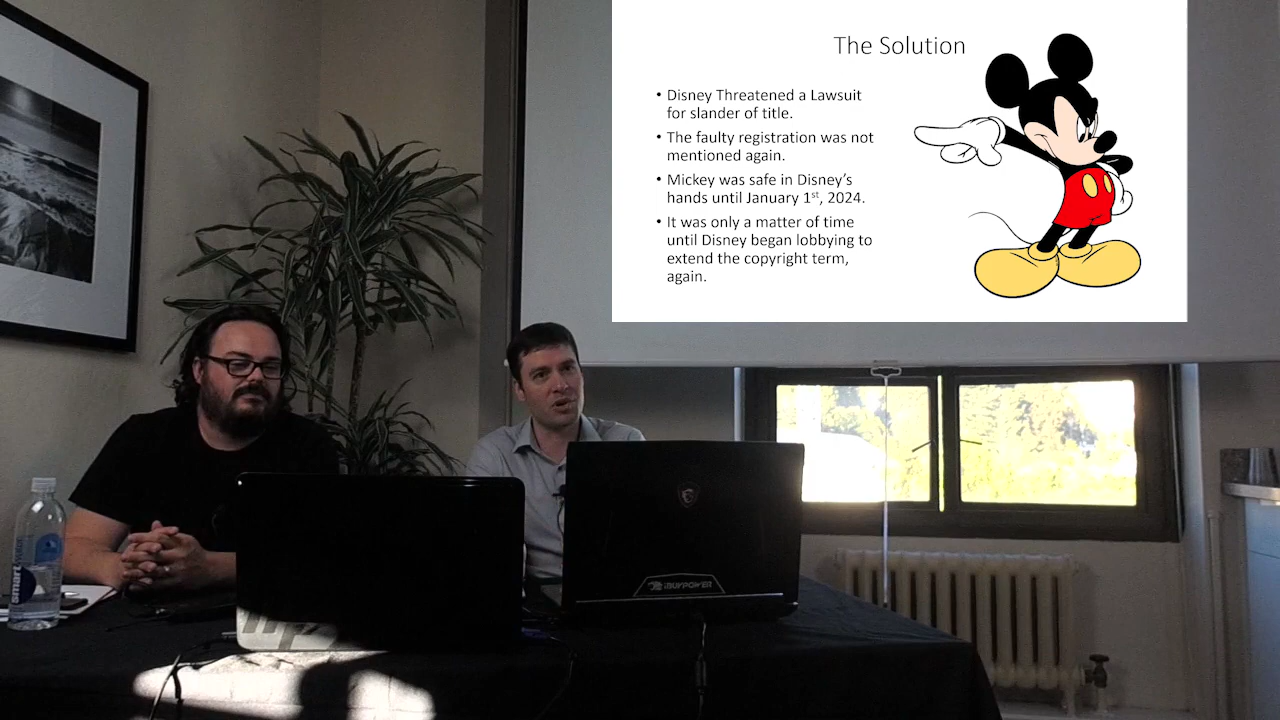 The Solution
• Disney Threatened a Lawsuit
for slander of title.
• The faulty registration was not
mentioned again.
• Mickey was safe in Disney's
hands until January 1st, 2024.
• It was only a matter of time
until Disney began lobbying to
extend the copyright term,
again.
iBUYPOWER
smart
hp